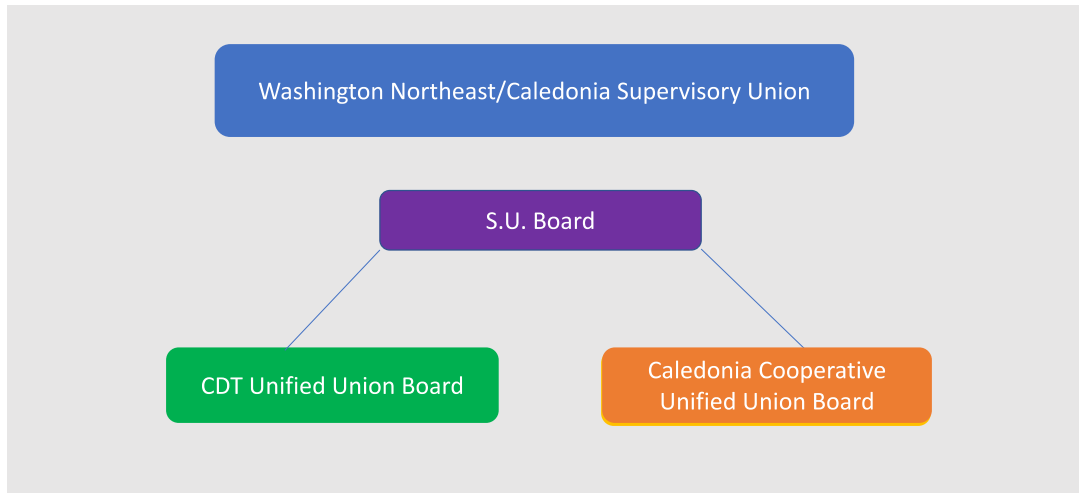 Washington Northeast/Caledonia Supervisory Union
S.U. Board
CDT Unified Union Board
Caledonia Cooperative
Unified Union Board